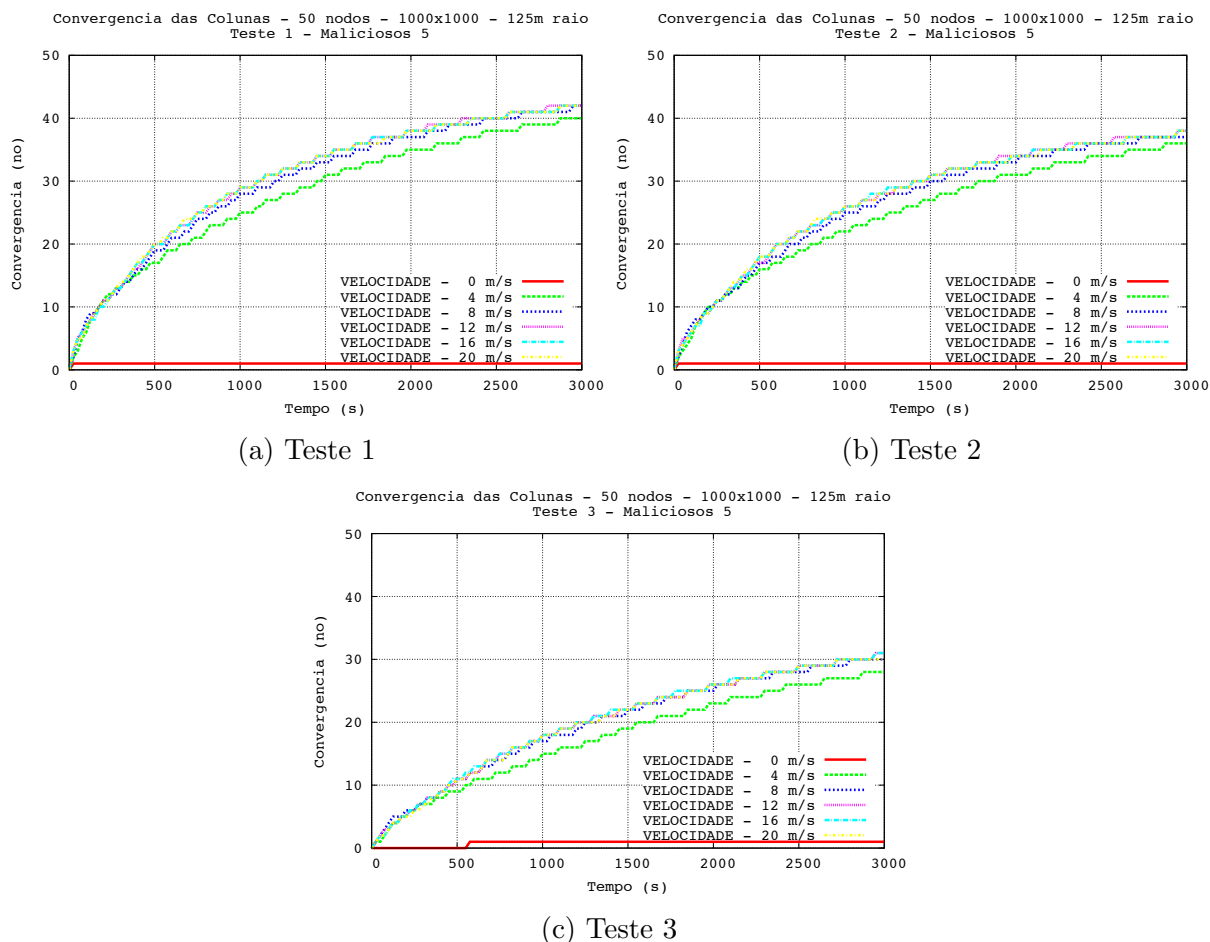 Convergencia das Colunas - 50 nodos - 1000x1000 - 125m raio
Teste 1 - Maliciosos 5
50
40
30
20
10
0
Convergencia (no)
VELOCIDADE - 0 m/s
VELOCIDADE - 4 m/s
VELOCIDADE - 8 m/s
VELOCIDADE - 12 m/s
VELOCIDADE - 16 m/s
VELOCIDADE - 20 m/s
0 500 1000 1500 2000 2500 3000
Tempo (s)
(a) Teste 1
Convergencia das Colunas - 50 nodos - 1000x1000 - 125m raio
Teste 2 - Maliciosos 5
50
40
30
20
10
0
Convergencia (no)
VELOCIDADE - 0 m/s
VELOCIDADE - 4 m/s
VELOCIDADE - 8 m/s
VELOCIDADE - 12 m/s
VELOCIDADE - 16 m/s
VELOCIDADE - 20 m/s
0 500 1000 1500 2000 2500 3000
Tempo (s)
(b) Teste 2
Convergencia das Colunas - 50 nodos - 1000x1000 - 125m raio
Teste 3 - Maliciosos 5
50
40
30
20
10
0
Convergencia (no)
VELOCIDADE - 0 m/s
VELOCIDADE - 4 m/s
VELOCIDADE - 8 m/s
VELOCIDADE - 12 m/s
VELOCIDADE - 16 m/s
VELOCIDADE - 20 m/s
0 500 1000 1500 2000 2500 3000
Tempo (s)
(c) Teste 3